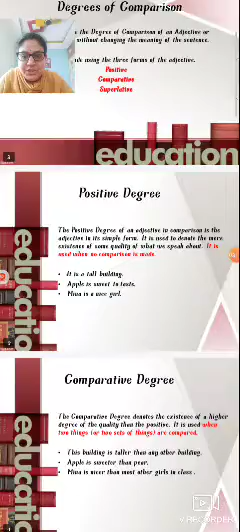 Degrees of Comparison
the Degree of Comparison of an Adjective or
without changing the meaning of the sentence.
using the three forms of the adjective.
Positive
Comparative
Superlative
education
Positive Degree
The Positive Degree of an adjective in comparison is the
adjective in its simple form. It is used to denote the mere
existence of some quality of what we speak about. It is
used when no comparison is made.
• It is a tall building.
• Apple is sweet to taste.
• Hina is a nice girl.
education
Comparative Degree
The Comparative Degree denotes the existence of a higher
degree of the quality than the positive. It is used when
two things (or two sets of things) are compared.
• This building is taller than any other building.
• Apple is sweeter than pear.
• Hina is nicer than most other girls in class.
education